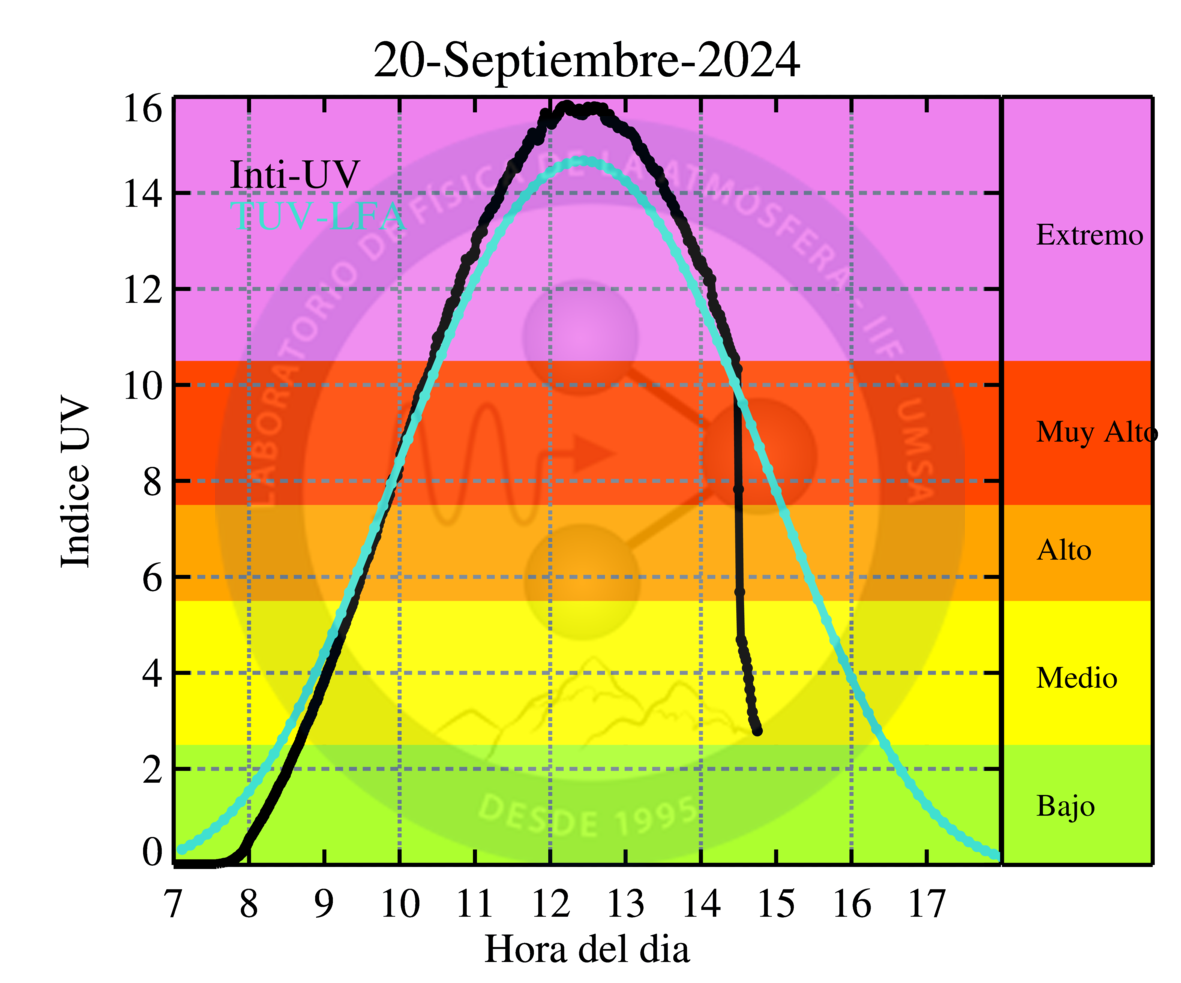 20-Septiembre-2024
16
Inti-UV
14
TUV-LFA
12
10
8
6
4
2
0
Indice UV
Extremo
Muy Alto
Alto
Medio
Bajo
LABORATORIO DE FÍSICA DE LA ATMÓSFERA - IIF - UMSA
DESDE 1995
7 8 9 10 11 12 13 14 15 16 17
Hora del dia